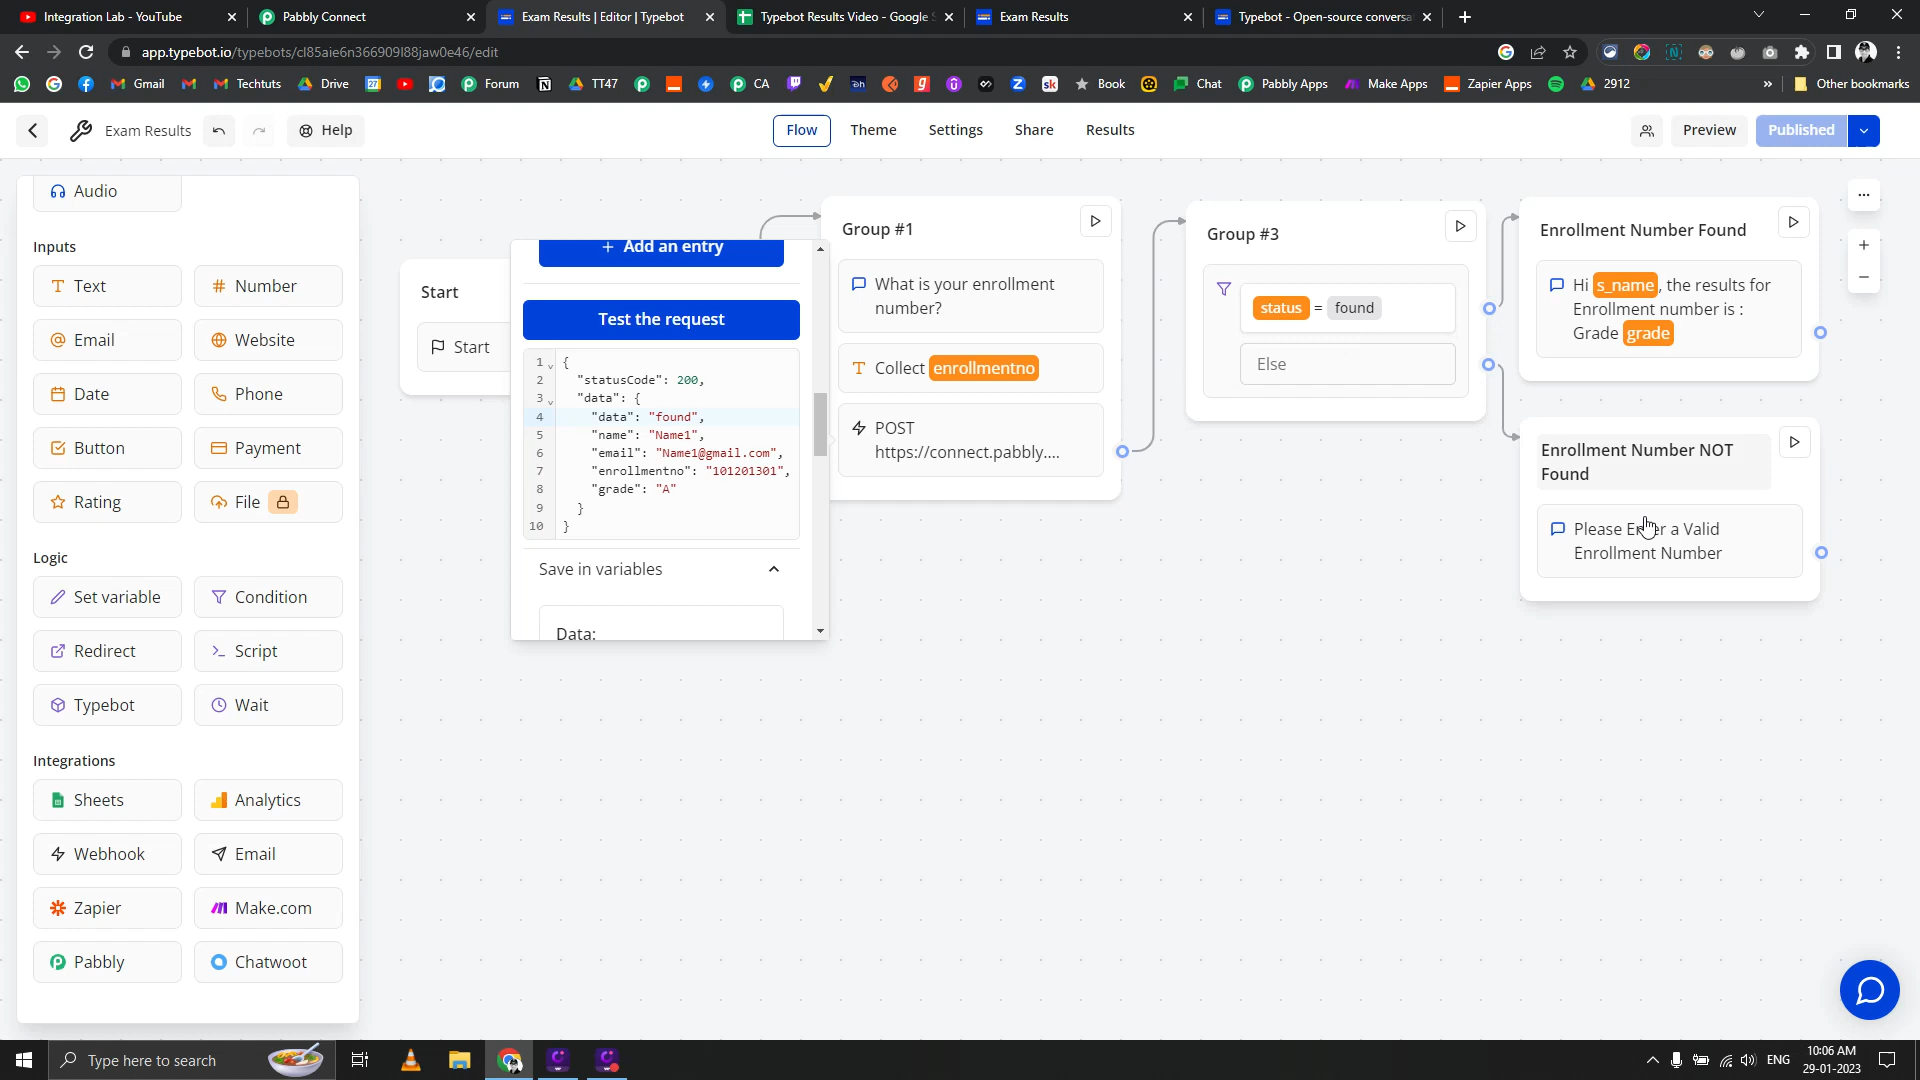 Integration Lab - YouTube
Pabbly Connect
Exam Results | Editor | Typebot
Typebot Results Video - Google S
Exam Results
Typebot - Open-source conversa
app.typebot.io/typebots/cl85aie6n366909l88jaw0e46/edit
Gmail
Techtuts
Drive
27
Forum
TT47
CA
sk
Book
Chat
Pabbly Apps
Make Apps
Zapier Apps
2912
»
Other bookmarks
Exam Results
Help
Flow
Theme
Settings
Share
Results
Preview
Published
Audio
Inputs
Text
Number
Email
Website
Date
Phone
Button
Payment
Rating
File
Logic
Set variable
Condition
Redirect
Script
Typebot
Wait
Integrations
Sheets
Analytics
Webhook
Email
Zapier
Make.com
Pabbly
Chatwoot
Start
Start
+ Add an entry
Test the request
1 {
2 "statusCode": 200,
3 "data": {
4 "data": "found",
5 "name": "Name1",
6 "email": "Name1@gmail.com",
7 "enrollmentno": "101201301",
8 "grade": "A"
9 }
10 }
Save in variables
Data:
Group #1
What is your enrollment
number?
Collect enrollmentno
POST
https://connect.pabbly....
Group #3
status = found
Else
Enrollment Number Found
Hi s_name , the results for
Enrollment number is :
Grade grade
Enrollment Number NOT
Found
Please Enter a Valid
Enrollment Number
Type here to search
ENG
10:06 AM
29-01-2023